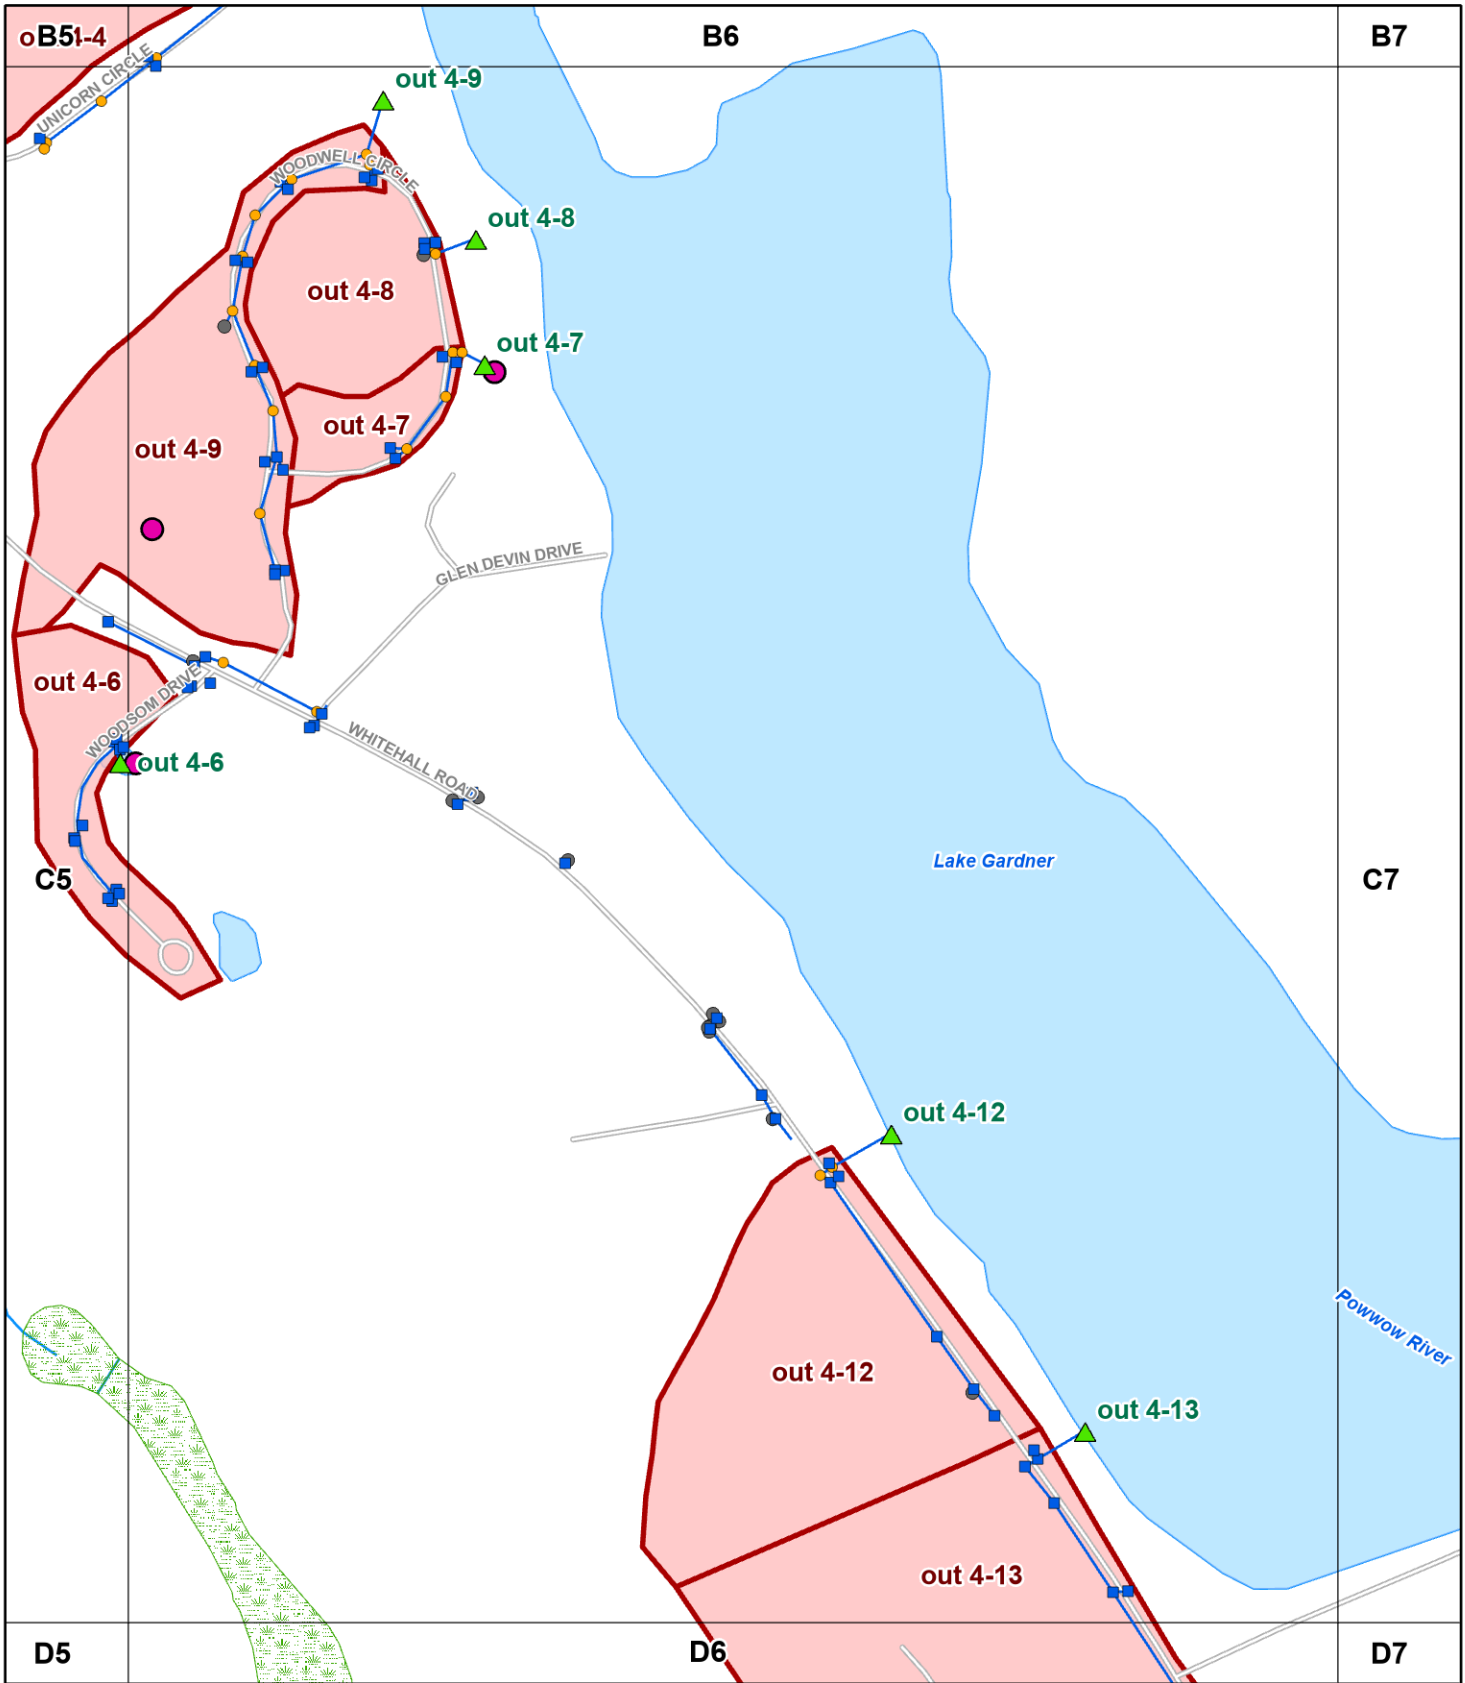 B5
B6
B7
4-4
UNICORN CIRCLE
out 4-9
WOODWELL CIRCLE
out 4-8
out 4-8
out 4-7
out 4-7
out 4-9
GLEN DEVIN DRIVE
out 4-6
WOODSOM DRIVE
WHITEHALL ROAD
out 4-6
Lake Gardner
C5
C7
out 4-12
Powwow River
out 4-12
out 4-13
out 4-13
D5
D6
D7